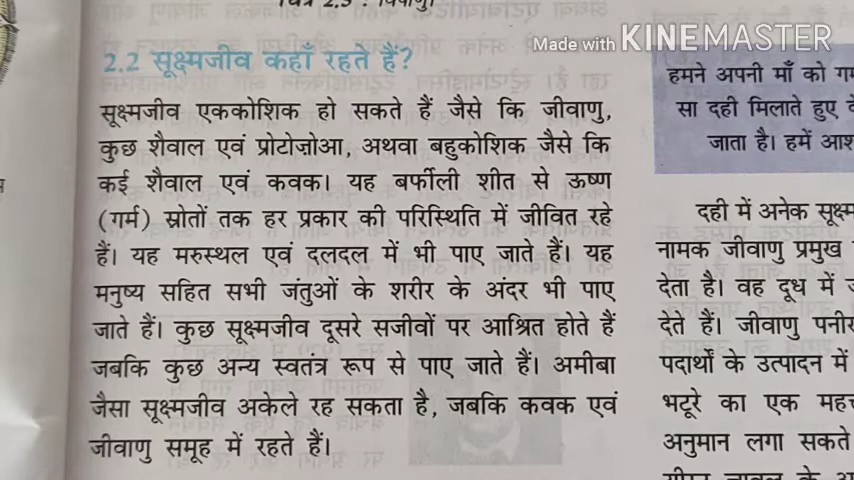 चित्र 2.5 : विषाणु।
Made with KINEMASTER
2.2 सूक्ष्मजीव कहाँ रहते हैं?
सूक्ष्मजीव एककोशिक हो सकते हैं जैसे कि जीवाणु,
कुछ शैवाल एवं प्रोटोज़ोआ, अथवा बहुकोशिक जैसे कि
कई शैवाल एवं कवक। यह बर्फीली शीत से ऊष्ण
(गर्म) स्रोतों तक हर प्रकार की परिस्थिति में जीवित रहे
हैं। यह मरुस्थल एवं दलदल में भी पाए जाते हैं। यह
मनुष्य सहित सभी जंतुओं के शरीर के अंदर भी पाए
जाते हैं। कुछ सूक्ष्मजीव दूसरे सजीवों पर आश्रित होते हैं
जबकि कुछ अन्य स्वतंत्र रूप से पाए जाते हैं। अमीबा
जैसा सूक्ष्मजीव अकेले रह सकता है, जबकि कवक एवं
जीवाणु समूह में रहते हैं।
हमने अपनी माँ को
सा दही मिलाते हुए
जाता है। हमें
दही में अनेक
नामक जीवाणु प्रमुख
देता है। वह दूध में
देते हैं। जीवाणु
पदार्थों के उत्पादन में
भटूरे का एक
अनुमान लगा सकते